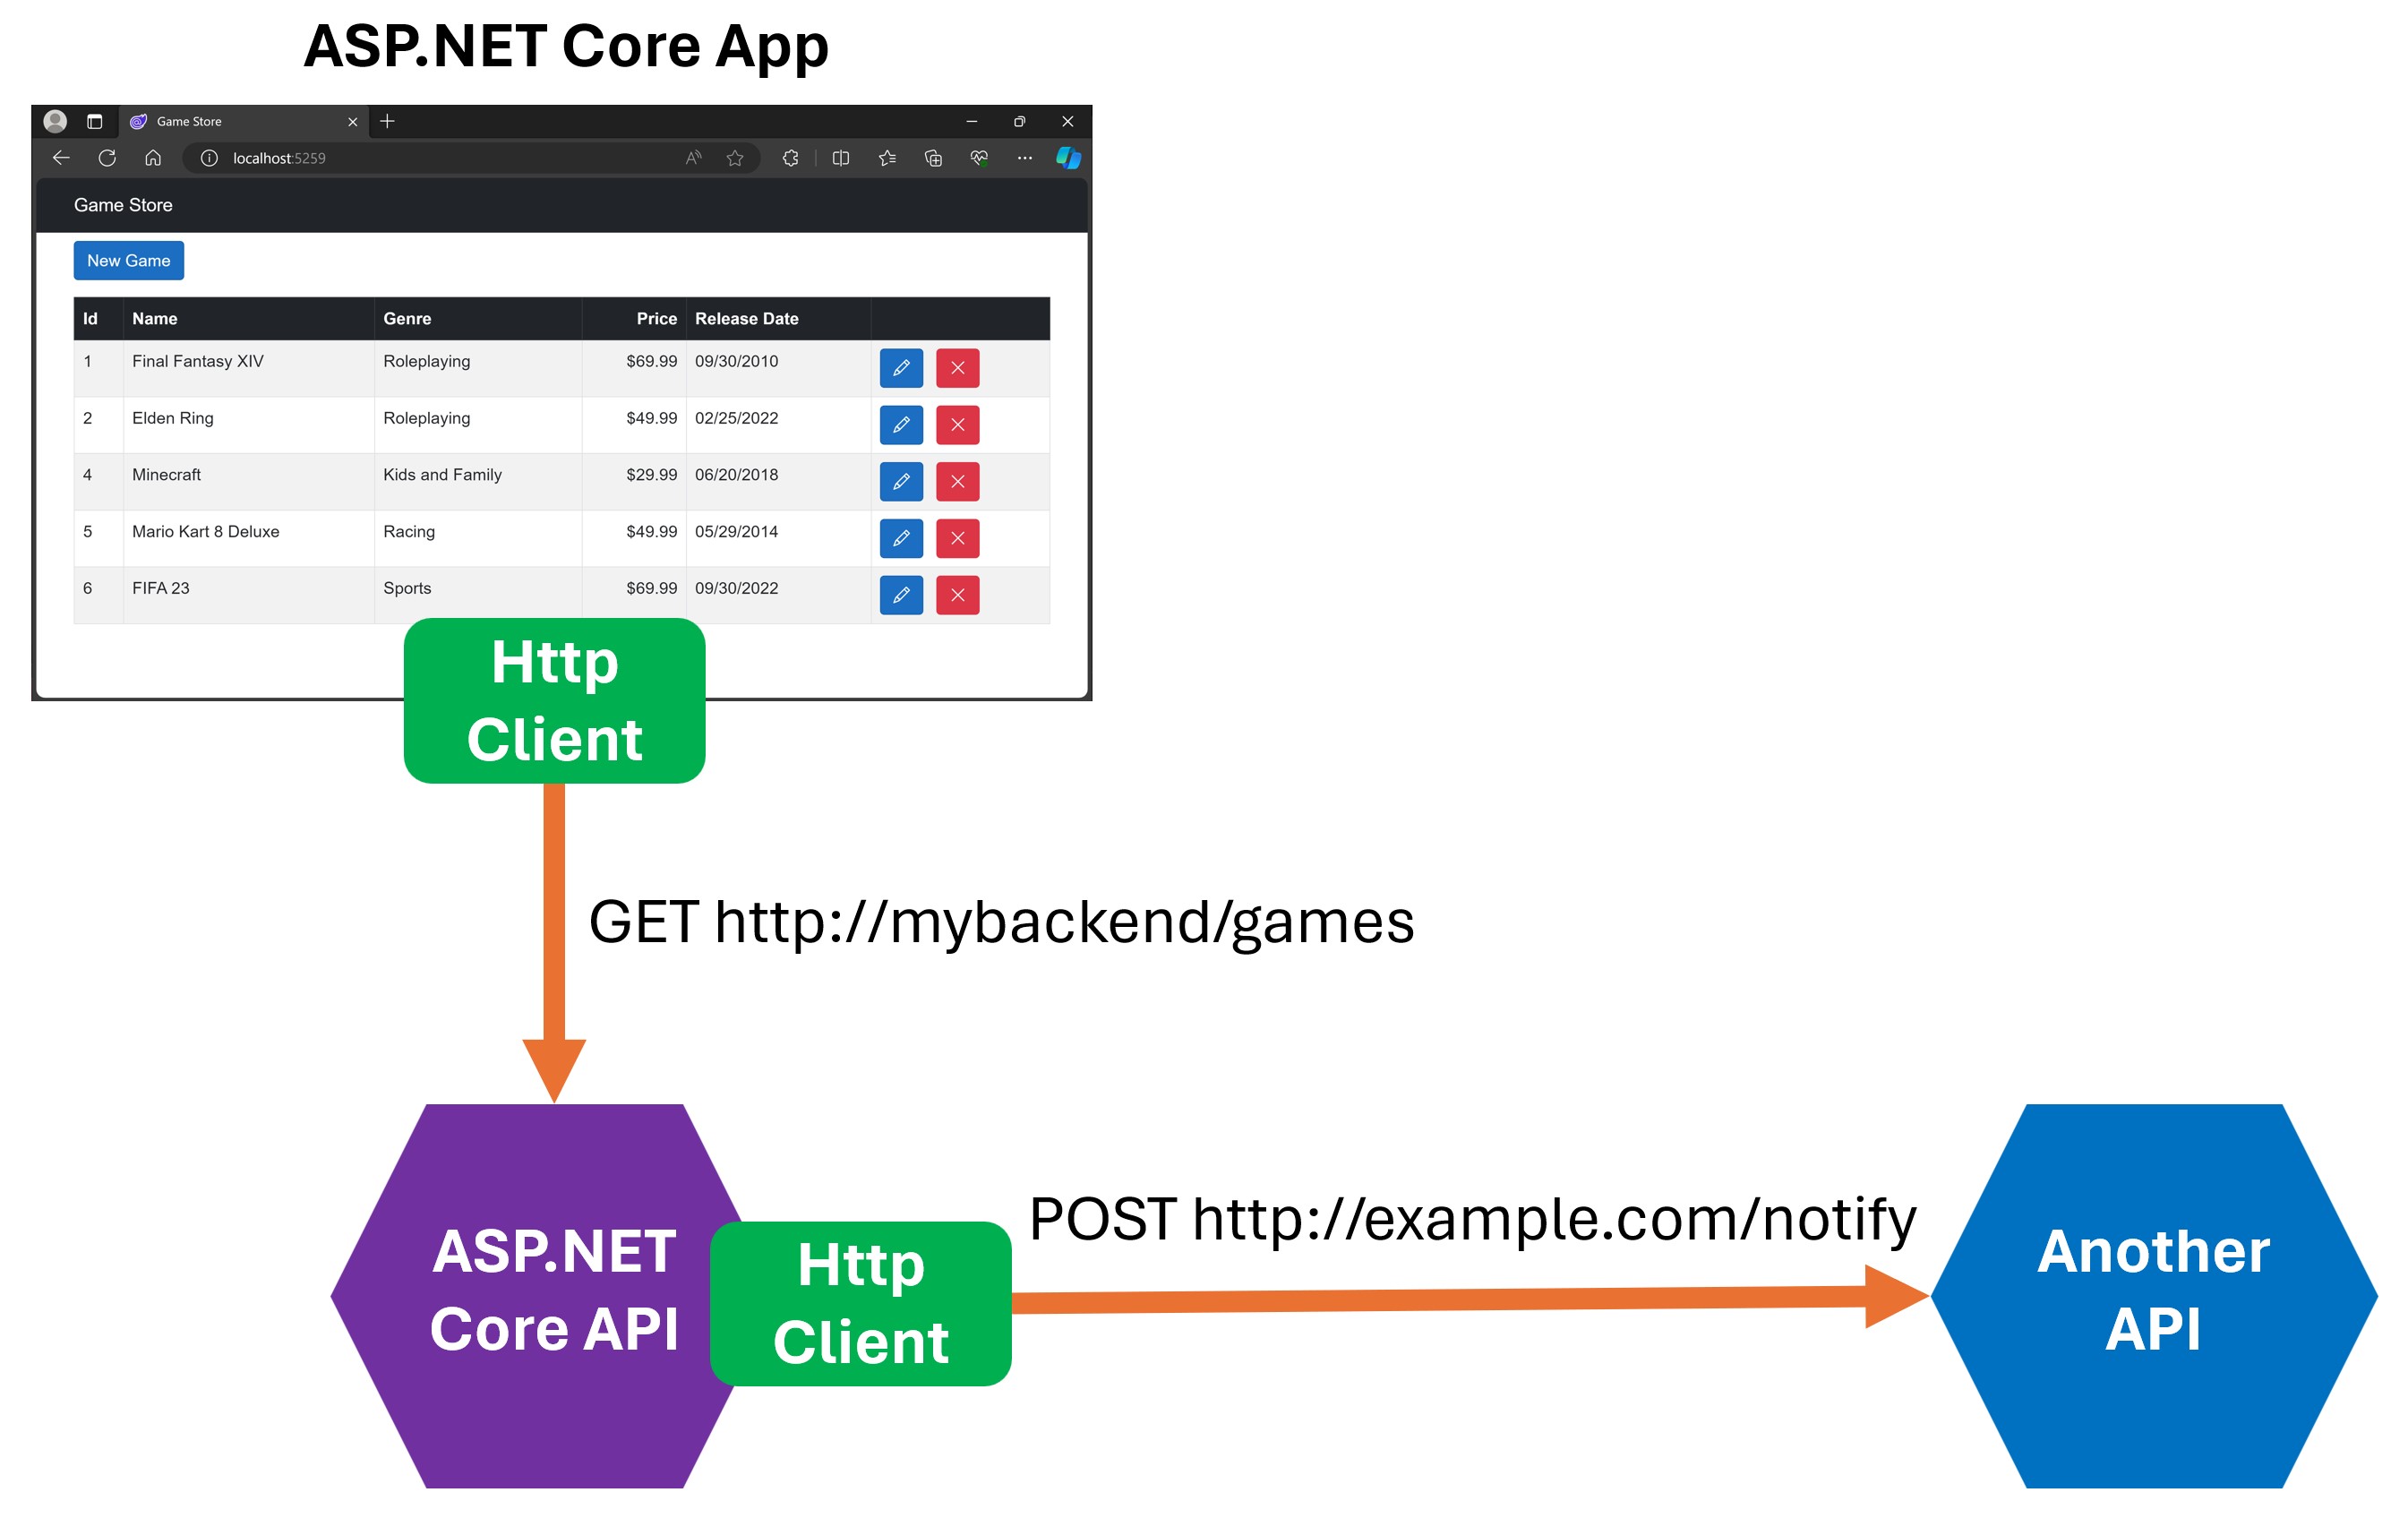 ASP.NET Core App
Game Store
localhost:5259
Game Store
New Game
Id Name Genre Price Release Date
1 Final Fantasy XIV Roleplaying $69.99 09/30/2010
2 Elden Ring Roleplaying $49.99 02/25/2022
4 Minecraft Kids and Family $29.99 06/20/2018
5 Mario Kart 8 Deluxe Racing $49.99 05/29/2014
6 FIFA 23 Sports $69.99 09/30/2022
Http
Client
GET http://mybackend/games
ASP.NET
Core API
Http
Client
POST http://example.com/notify
Another
API